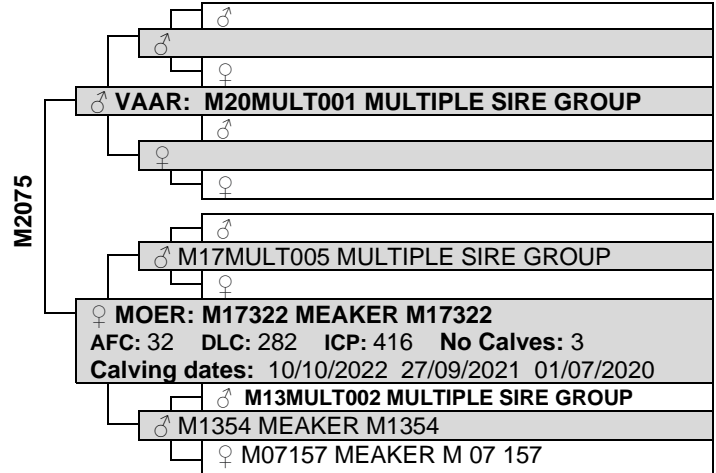 ♂
♂
♀
♂ VAAR: M20MULT001 MULTIPLE SIRE GROUP
♂
♀
♀
M2075
♂
♂ M17MULT005 MULTIPLE SIRE GROUP
♀
♀ MOER: M17322 MEAKER M17322
AFC: 32 DLC: 282 ICP: 416 No Calves: 3
Calving dates: 10/10/2022 27/09/2021 01/07/2020
♂ M13MULT002 MULTIPLE SIRE GROUP
♂ M1354 MEAKER M1354
♀ M07157 MEAKER M 07 157